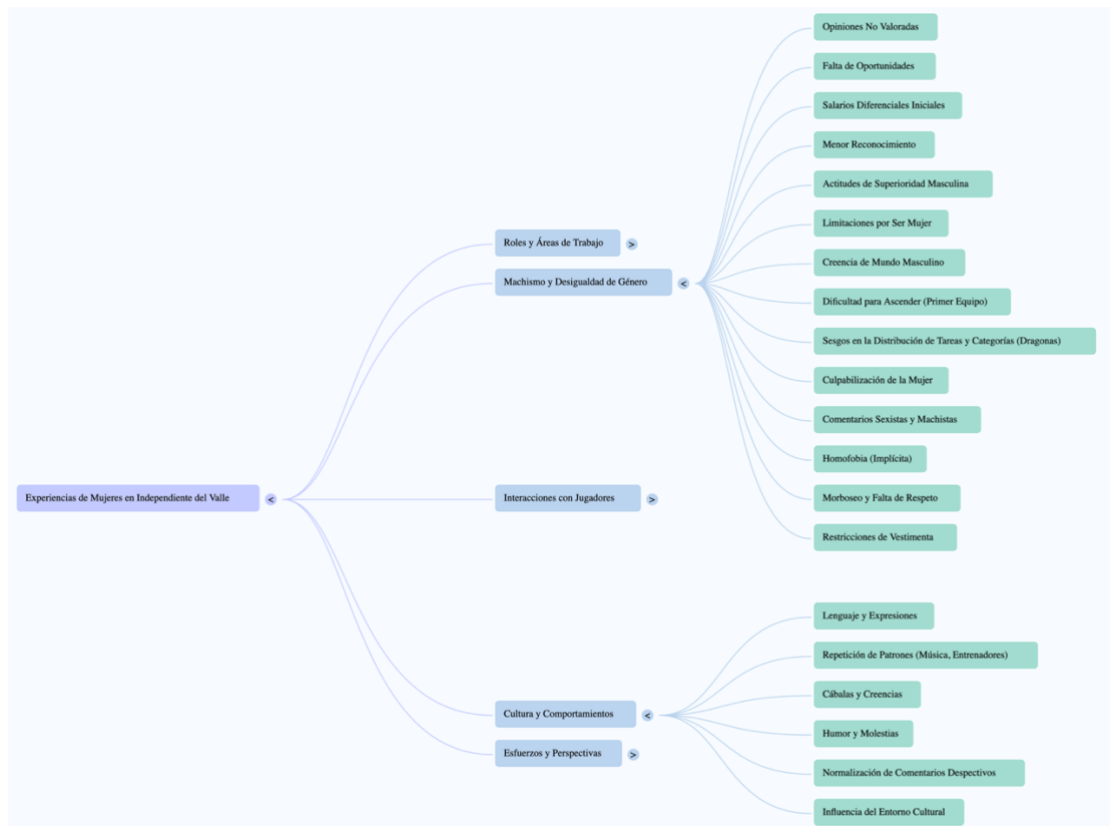 Opiniones No Valoradas
Falta de Oportunidades
Salarios Diferenciales Iniciales
Menor Reconocimiento
Actitudes de Superioridad Masculina
Limitaciones por Ser Mujer
Roles y Áreas de Trabajo >
Creencia de Mundo Masculino
Machismo y Desigualdad de Género <
Dificultad para Ascender (Primer Equipo)
Sesgos en la Distribución de Tareas y Categorías (Dragonas)
Culpabilización de la Mujer
Comentarios Sexistas y Machistas
Homofobia (Implícita)
Experiencias de Mujeres en Independiente del Valle <
Interacciones con Jugadores >
Morboseo y Falta de Respeto
Restricciones de Vestimenta
Lenguaje y Expresiones
Repetición de Patrones (Música, Entrenadores)
Cábalas y Creencias
Cultura y Comportamientos <
Humor y Molestias
Esfuerzos y Perspectivas >
Normalización de Comentarios Despectivos
Influencia del Entorno Cultural